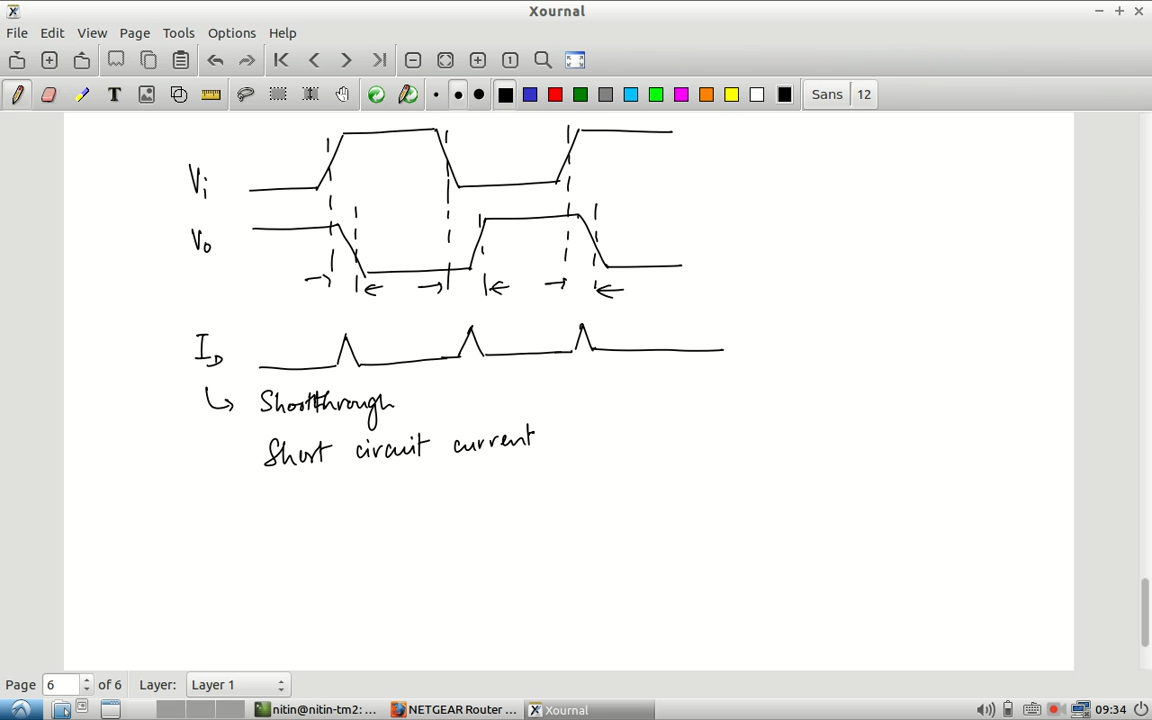 Xournal
File Edit View Page Tools Options Help
Sans 12
Vi
Vo
ID
Shootthrough
Short circuit current
Page 6 of 6 Layer: Layer 1
nitin@nitin-tm2: ... NETGEAR Router ... Xournal 09:34